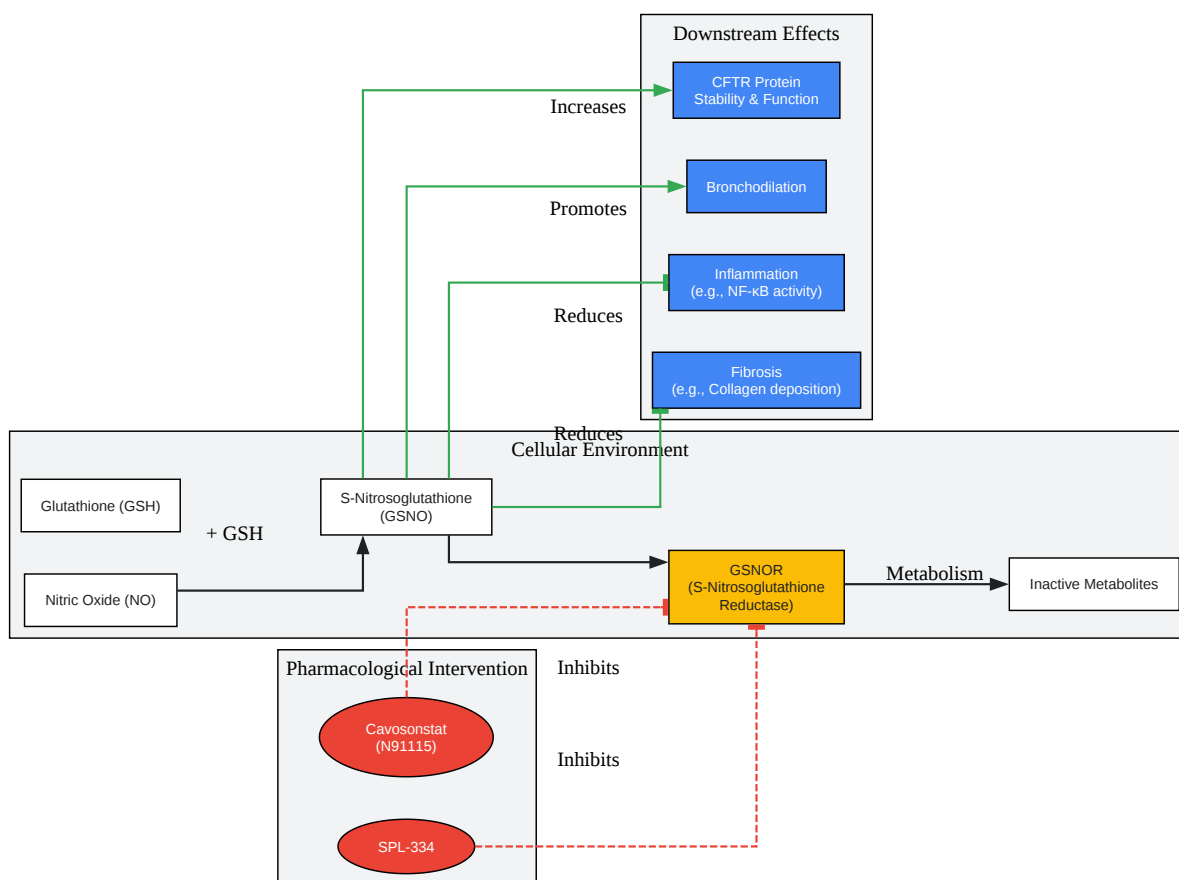 Downstream Effects
CFTR Protein
Stability & Function
Increases
Bronchodilation
Promotes
Inflammation
(e.g., NF-κB activity)
Reduces
Fibrosis
(e.g., Collagen deposition)
Reduces
Cellular Environment
Glutathione (GSH)
S-Nitrosoglutathione
(GSNO)
+ GSH
Nitric Oxide (NO)
GSNOR
(S-Nitrosoglutathione
Reductase)
Metabolism
Inactive Metabolites
Pharmacological Intervention
Inhibits
Cavosonstat
(N91115)
Inhibits
SPL-334